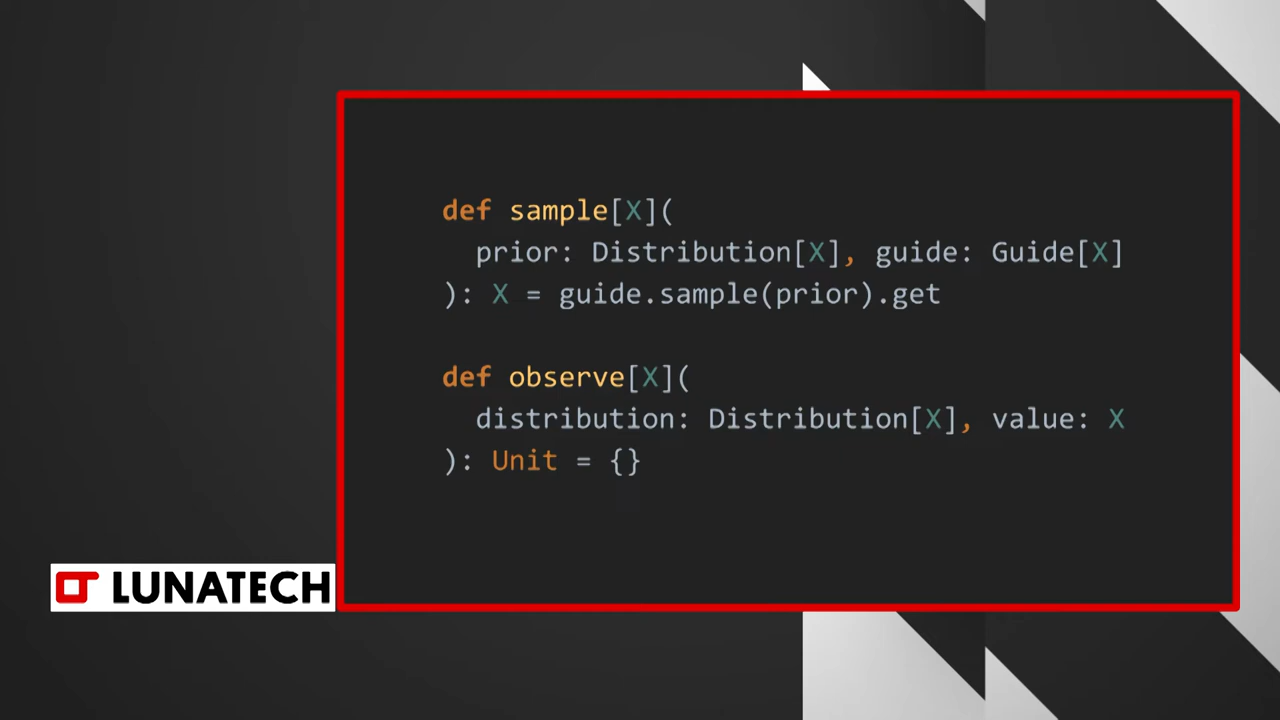 def sample[X](
  prior: Distribution[X], guide: Guide[X]
): X = guide.sample(prior).get

def observe[X](
  distribution: Distribution[X], value: X
): Unit = {}
LUNATECH